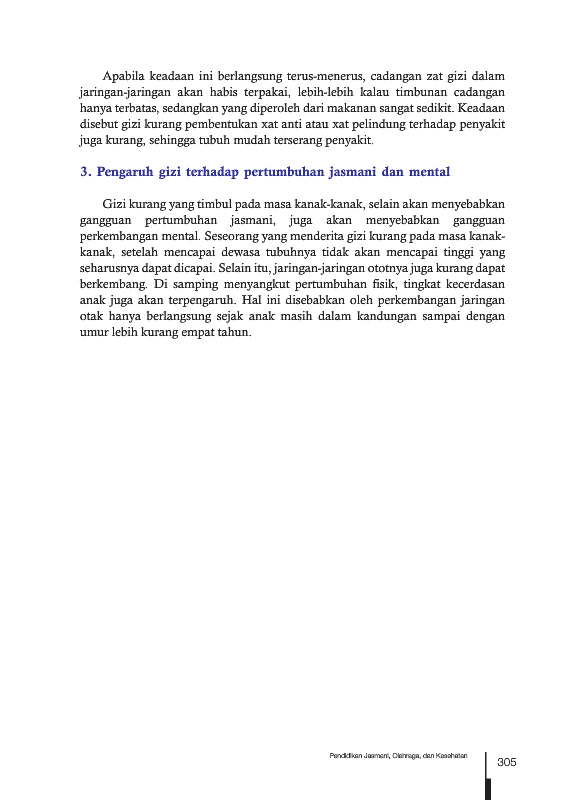 Apabila keadaan ini berlangsung terus-menerus, cadangan zat gizi dalam
jaringan-jaringan akan habis terpakai, lebih-lebih kalau timbunan cadangan
hanya terbatas, sedangkan yang diperoleh dari makanan sangat sedikit. Keadaan
disebut gizi kurang pembentukan xat anti atau xat pelindung terhadap penyakit
juga kurang, sehingga tubuh mudah terserang penyakit.
3. Pengaruh gizi terhadap pertumbuhan jasmani dan mental
Gizi kurang yang timbul pada masa kanak-kanak, selain akan menyebabkan
gangguan pertumbuhan jasmani, juga akan menyebabkan gangguan
perkembangan mental. Seseorang yang menderita gizi kurang pada masa kanak-
kanak, setelah mencapai dewasa tubuhnya tidak akan mencapai tinggi yang
seharusnya dapat dicapai. Selain itu, jaringan-jaringan ototnya juga kurang dapat
berkembang. Di samping menyangkut pertumbuhan fisik, tingkat kecerdasan
anak juga akan terpengaruh. Hal ini disebabkan oleh perkembangan jaringan
otak hanya berlangsung sejak anak masih dalam kandungan sampai dengan
umur lebih kurang empat tahun.
Pendidikan Jasmani, Olahraga, dan Kesehatan
305